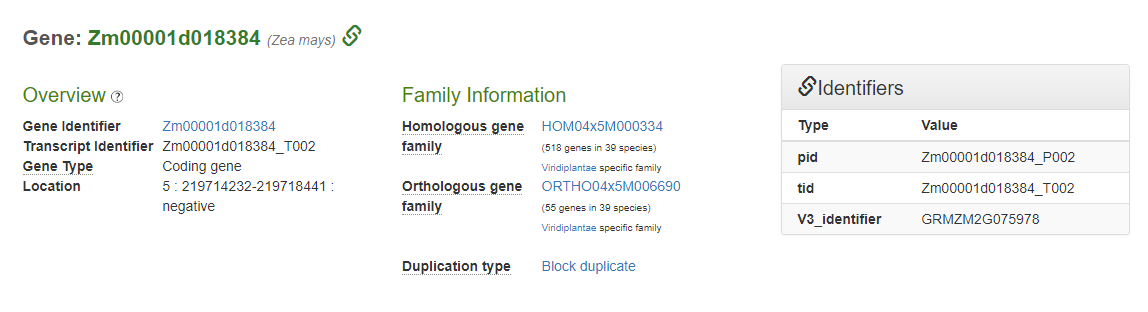 Gene: Zm00001d018384 (Zea mays)
Overview ?
Gene Identifier Zm00001d018384
Transcript Identifier Zm00001d018384_T002
Gene Type Coding gene
Location 5 : 219714232-219718441 :
negative
Family Information
Homologous gene HOM04x5M000334
family (518 genes in 39 species)
Viridiplantae specific family
Orthologous gene ORTHO04x5M006690
family (55 genes in 39 species)
Viridiplantae specific family
Duplication type Block duplicate
Identifiers
Type Value
pid Zm00001d018384_P002
tid Zm00001d018384_T002
V3_identifier GRMZM2G075978